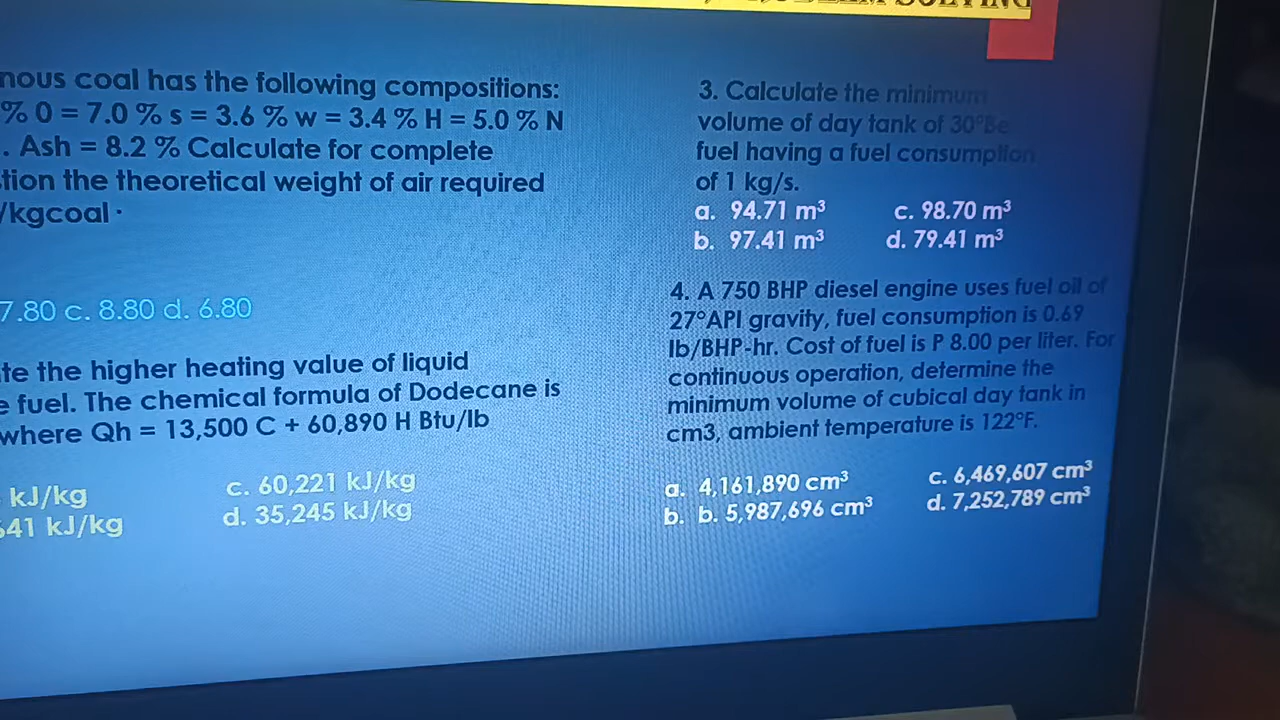 SOLVING
nous coal has the following compositions:
% 0 = 7.0 % s = 3.6 % w = 3.4 % H = 5.0 % N
. Ash = 8.2 % Calculate for complete
tion the theoretical weight of air required
/kgcoal .
7.80 c. 8.80 d. 6.80
te the higher heating value of liquid
e fuel. The chemical formula of Dodecane is
where Qh = 13,500 C + 60,890 H Btu/lb
kJ/kg
c. 60,221 kJ/kg
641 kJ/kg
d. 35,245 kJ/kg
3. Calculate the minimum
volume of day tank of 30°Be
fuel having a fuel consumption
of 1 kg/s.
a. 94.71 m³
c. 98.70 m³
b. 97.41 m³
d. 79.41 m³
4. A 750 BHP diesel engine uses fuel oil of
27°API gravity, fuel consumption is 0.69
lb/BHP-hr. Cost of fuel is P 8.00 per liter. For
continuous operation, determine the
minimum volume of cubical day tank in
cm3, ambient temperature is 122°F.
a. 4,161,890 cm³
c. 6,469,607 cm³
b. b. 5,987,696 cm³
d. 7,252,789 cm³